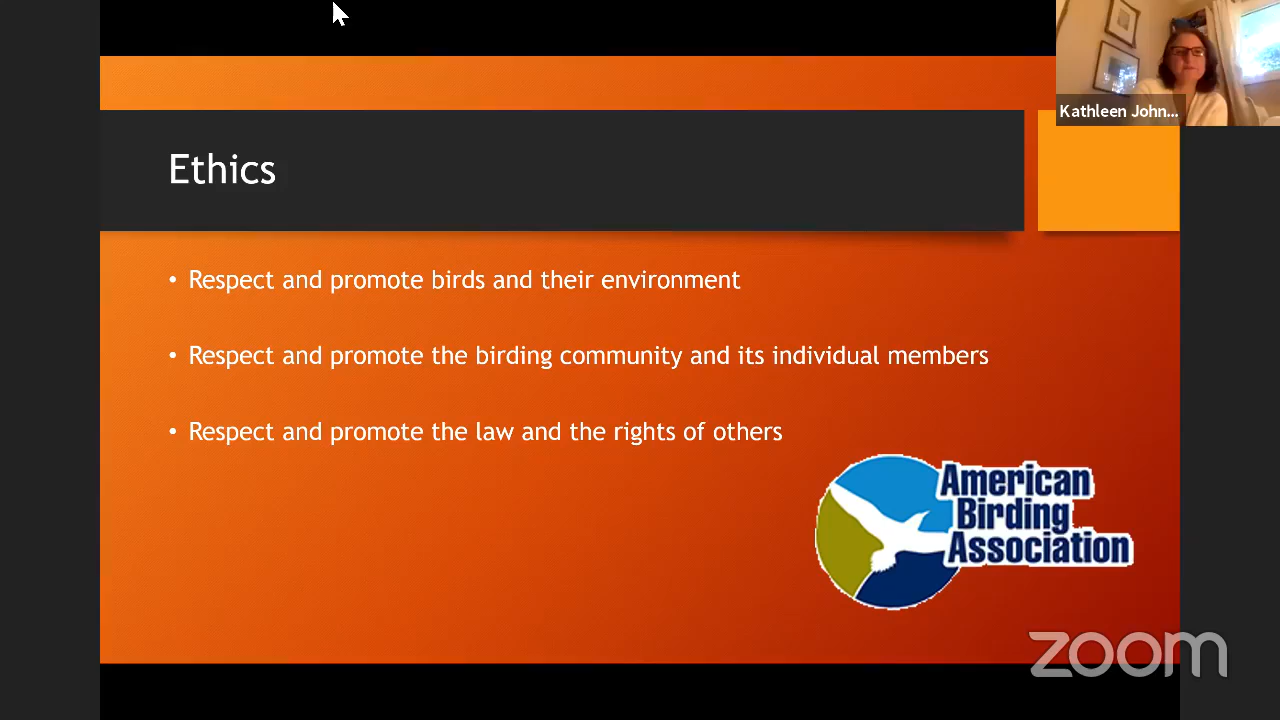 Kathleen John...
Ethics
• Respect and promote birds and their environment
• Respect and promote the birding community and its individual members
• Respect and promote the law and the rights of others
American
Birding
Association
zoom